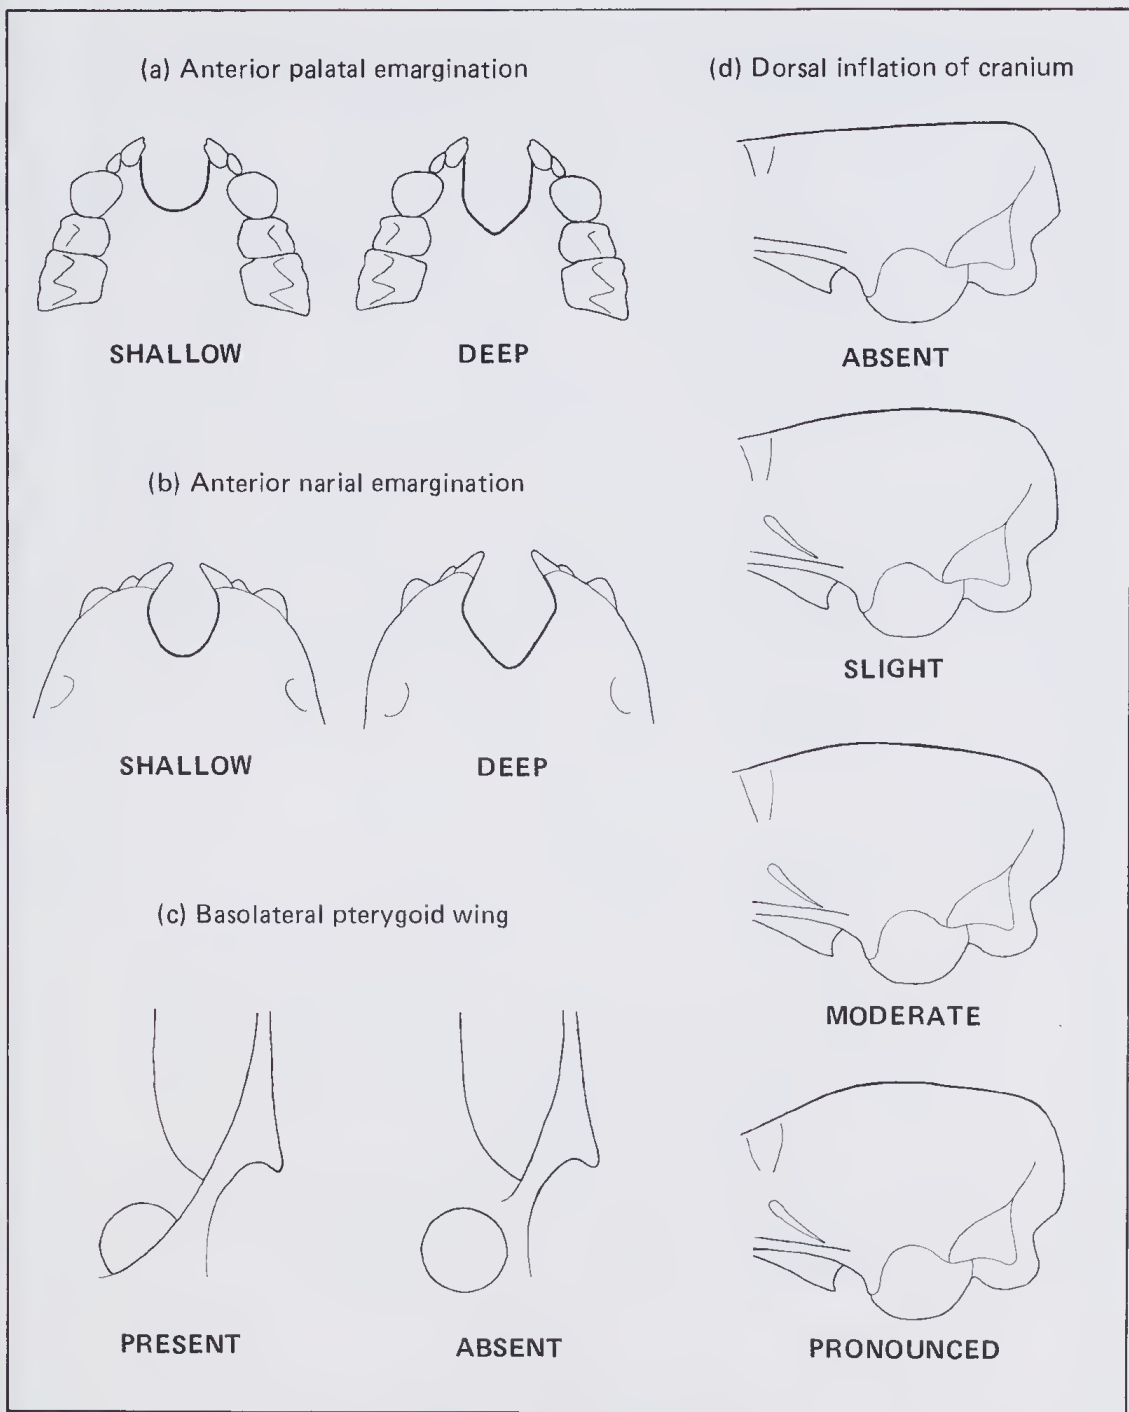 (a) Anterior palatal emargination
SHALLOW
DEEP
(b) Anterior narial emargination
SHALLOW
DEEP
(c) Basolateral pterygoid wing
PRESENT
ABSENT
(d) Dorsal inflation of cranium
ABSENT
SLIGHT
MODERATE
PRONOUNCED